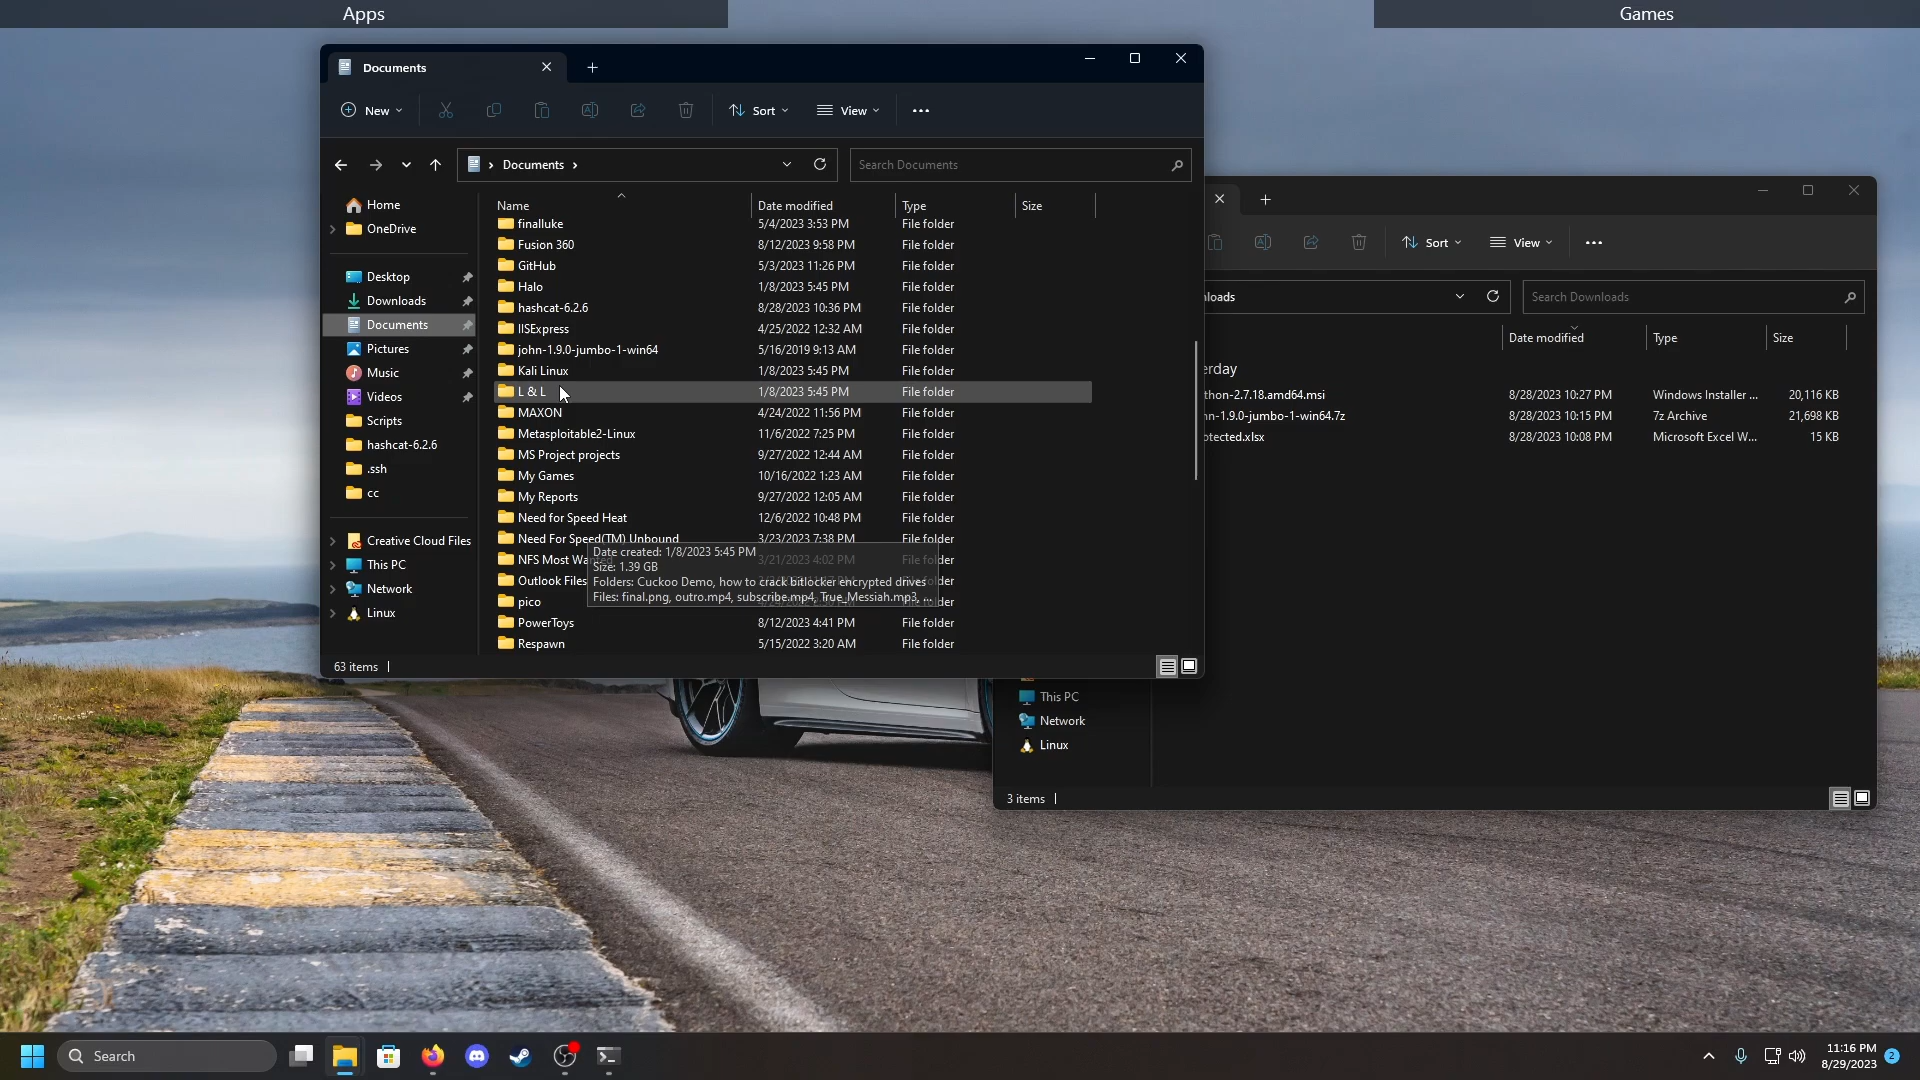 Apps
Games
Documents
New
Sort
View
Documents
Search Documents
Home
OneDrive
Desktop
Downloads
Documents
Pictures
Music
Videos
Scripts
hashcat-6.2.6
.ssh
cc
Creative Cloud Files
This PC
Network
Linux
Name Date modified Type Size
finalluke 5/4/2023 3:53 PM File folder
Fusion 360 8/12/2023 9:58 PM File folder
GitHub 5/3/2023 11:26 PM File folder
Halo 1/8/2023 5:45 PM File folder
hashcat-6.2.6 8/28/2023 10:36 PM File folder
IISExpress 4/25/2022 12:32 AM File folder
john-1.9.0-jumbo-1-win64 5/16/2019 9:13 AM File folder
Kali Linux 1/8/2023 5:45 PM File folder
L & L 1/8/2023 5:45 PM File folder
MAXON 4/24/2022 11:56 PM File folder
Metasploitable2-Linux 11/6/2022 7:25 PM File folder
MS Project projects 9/27/2022 12:44 AM File folder
My Games 10/16/2022 1:23 AM File folder
My Reports 9/27/2022 12:05 AM File folder
Need for Speed Heat 12/6/2022 10:48 PM File folder
Need For Speed(TM) Unbound 3/23/2023 7:38 PM File folder
NFS Most Wanted 3/21/2023 4:02 PM File folder
Outlook Files
pico
PowerToys 8/12/2023 4:41 PM File folder
Respawn 5/15/2022 3:20 AM File folder
Date created: 1/8/2023 5:45 PM
Size: 1.39 GB
Folders: Cuckoo Demo, how to crack bitlocker encrypted drives
Files: final.png, outro.mp4, subscribe.mp4, True_Messiah.mp3, ...
63 items
Sort
View
loads
Search Downloads
Date modified Type Size
erday
thon-2.7.18.amd64.msi 8/28/2023 10:27 PM Windows Installer ... 20,116 KB
hn-1.9.0-jumbo-1-win64.7z 8/28/2023 10:15 PM 7z Archive 21,698 KB
otected.xlsx 8/28/2023 10:08 PM Microsoft Excel W... 15 KB
This PC
Network
Linux
3 items
Search
11:16 PM
8/29/2023
2